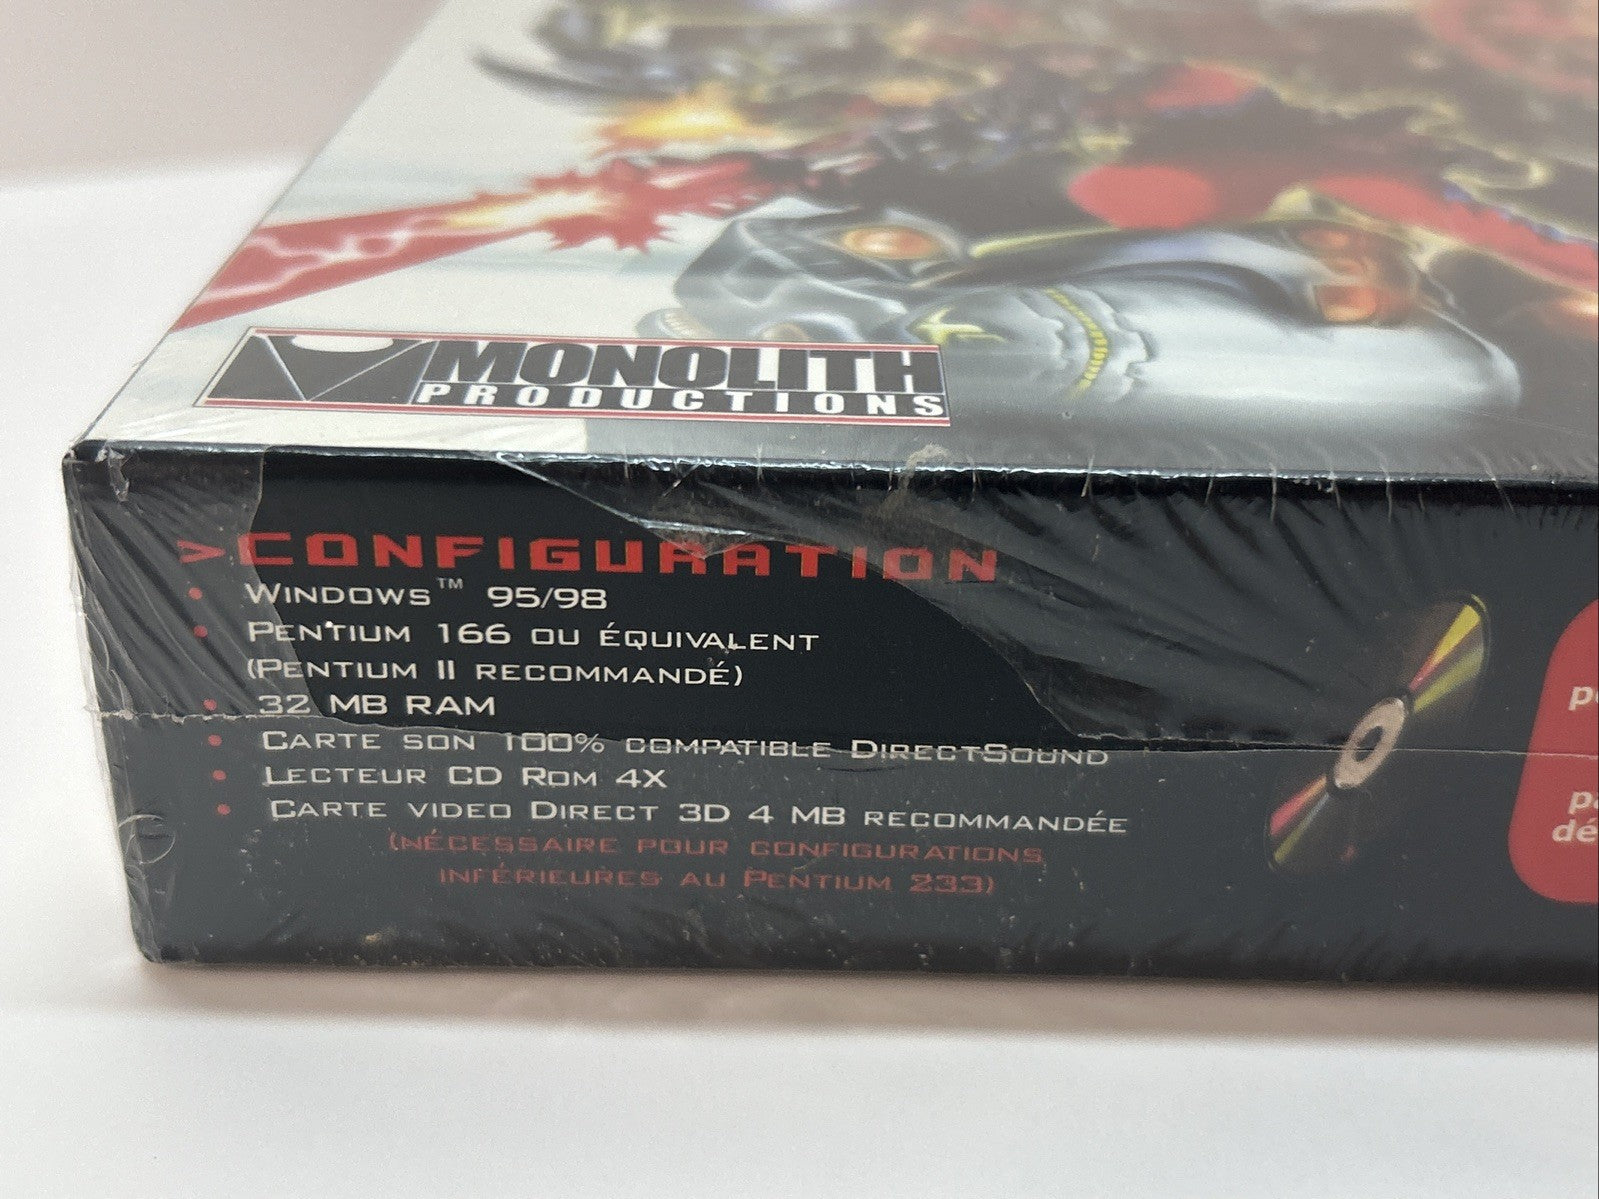 MONOLITH
PRODUCTIONS
>CONFIGURATION
• WINDOWS™ 95/98
• PENTIUM 166 OU ÉQUIVALENT
(PENTIUM II RECOMMANDÉ)
• 32 MB RAM
• CARTE SON 100% COMPATIBLE DIRECTSOUND
• LECTEUR CD ROM 4X
• CARTE VIDEO DIRECT 3D 4 MB RECOMMANDÉE
(NÉCESSAIRE POUR CONFIGURATIONS
INFÉRIEURES AU PENTIUM 233)